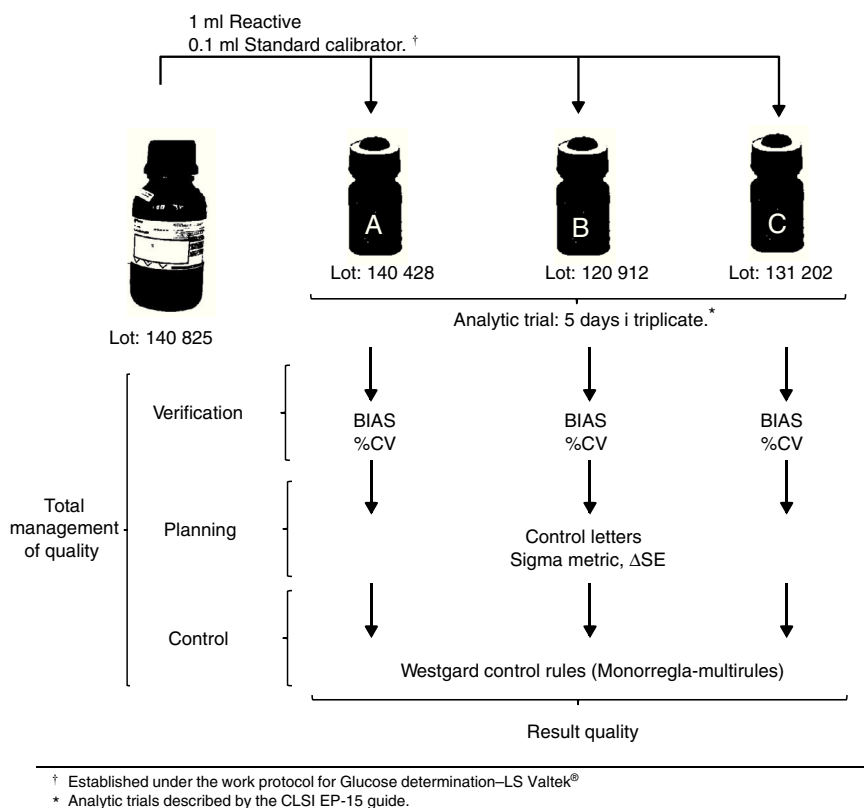 1 ml Reactive
0.1 ml Standard calibrator. †
A
B
C
Lot: 140 428
Lot: 120 912
Lot: 131 202
Lot: 140 825
Analytic trial: 5 days i triplicate.*
Verification
BIAS
%CV
BIAS
%CV
BIAS
%CV
Total
management
of quality
Planning
Control letters
Sigma metric, ΔSE
Control
Westgard control rules (Monorregla-multirules)
Result quality
† Established under the work protocol for Glucose determination–LS Valtek®
* Analytic trials described by the CLSI EP-15 guide.